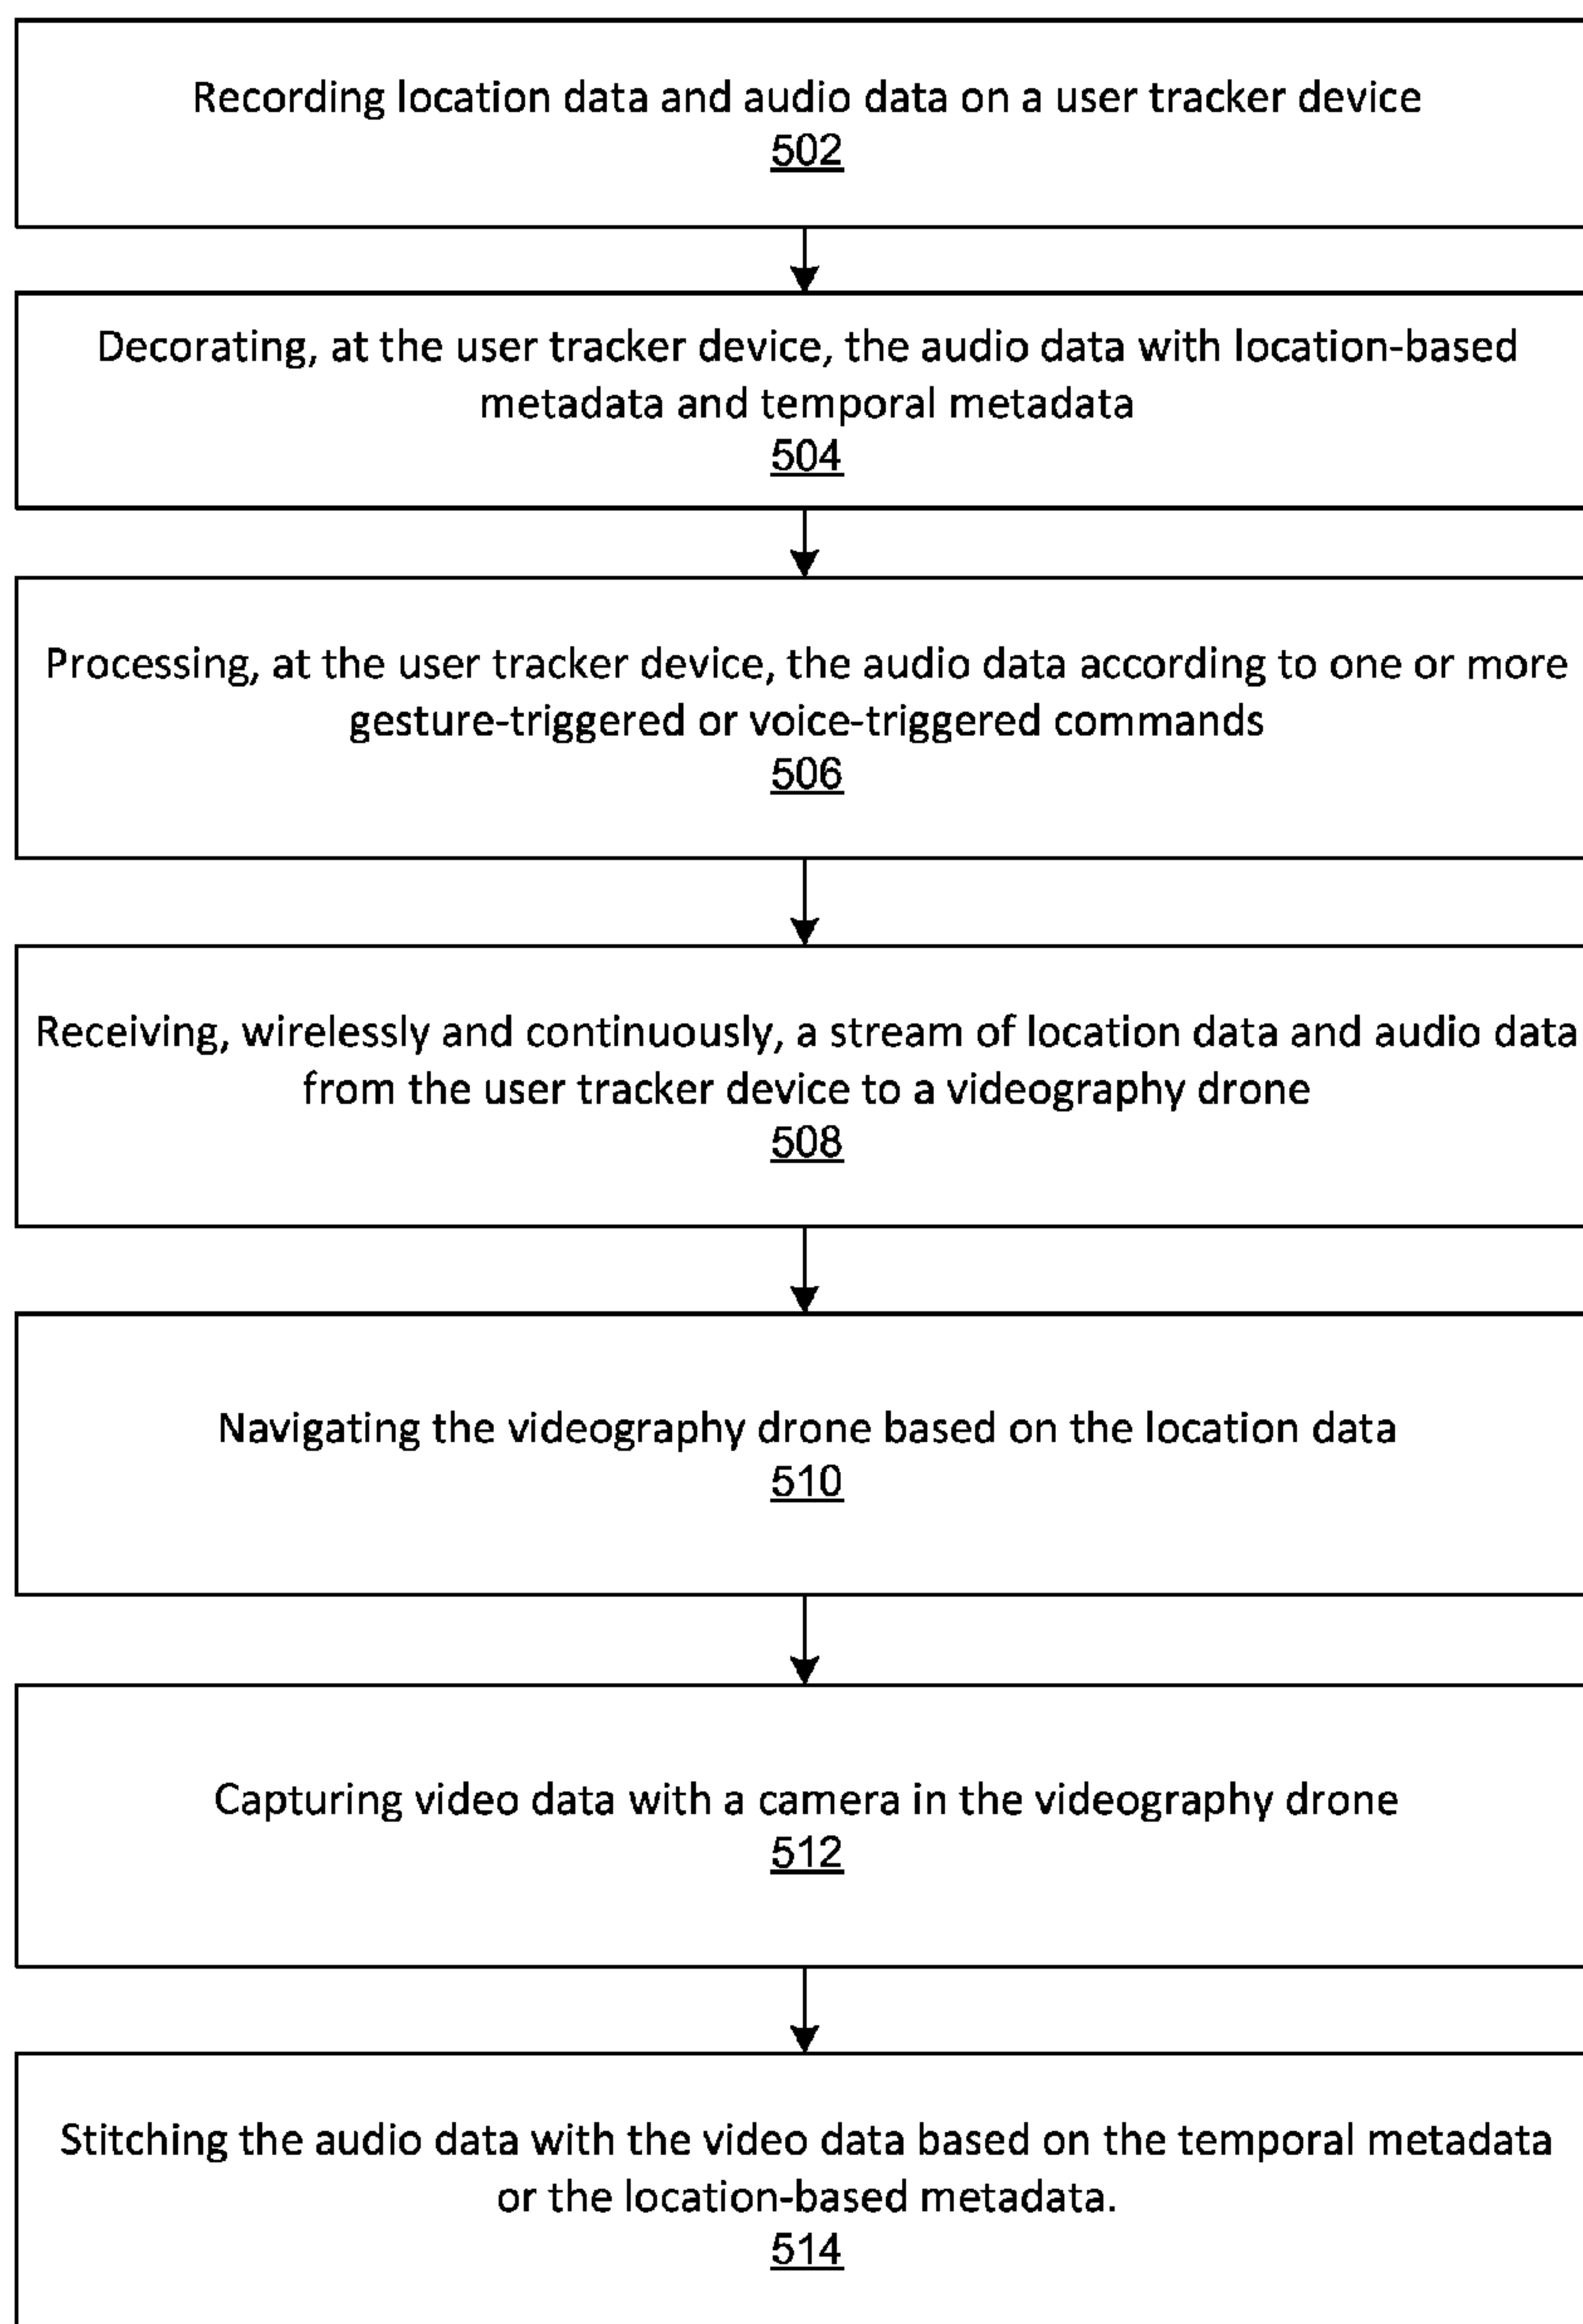 Recording location data and audio data on a user tracker device
502
Decorating, at the user tracker device, the audio data with location-based
metadata and temporal metadata
504
Processing, at the user tracker device, the audio data according to one or more
gesture-triggered or voice-triggered commands
506
Receiving, wirelessly and continuously, a stream of location data and audio data
from the user tracker device to a videography drone
508
Navigating the videography drone based on the location data
510
Capturing video data with a camera in the videography drone
512
Stitching the audio data with the video data based on the temporal metadata
or the location-based metadata.
514